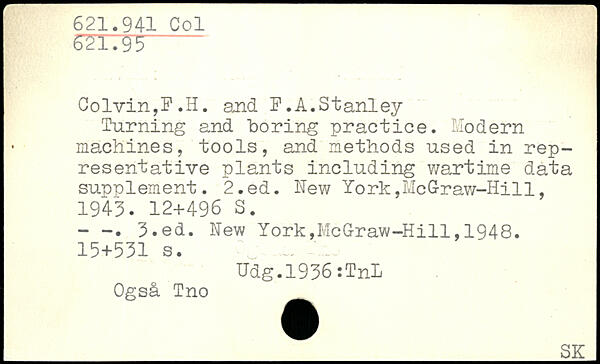 621.941 Col
621.95
Colvin,F.H. and F.A.Stanley
Turning and boring practice. Modern
machines, tools, and methods used in rep-
resentative plants including wartime data
supplement. 2.ed. New York,McGraw-Hill,
1943. 12+496 S.
- -. 3.ed. New York,McGraw-Hill,1948.
15+531 s.
Udg.1936:TnL
Også Tno
SK